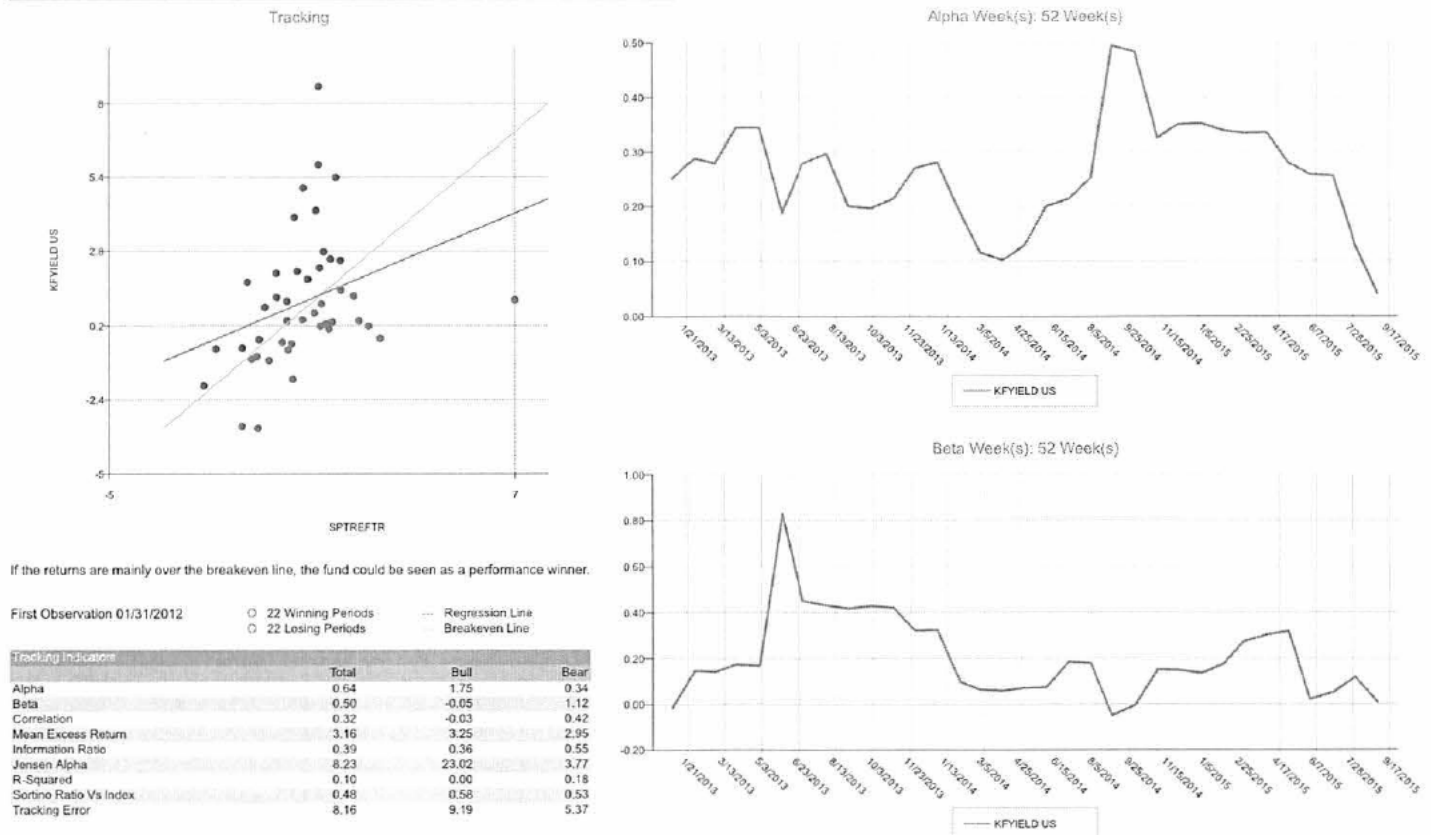 Tracking
8
5.4
2.8
0.2
-2.4
-5
-5
7
KFYIELD US
SPTREFTR
If the returns are mainly over the breakeven line, the fund could be seen as a performance winner.
First Observation 01/31/2012
22 Winning Periods
22 Losing Periods
Regression Line
Breakeven Line
Tracking Indicators
Total Bull Bear
Alpha 0.64 1.75 0.34
Beta 0.50 -0.05 1.12
Correlation 0.32 -0.03 0.42
Mean Excess Return 3.16 3.25 2.95
Information Ratio 0.39 0.36 0.55
Jensen Alpha 8.23 23.02 3.77
R-Squared 0.10 0.00 0.18
Sortino Ratio Vs Index 0.48 0.58 0.53
Tracking Error 8.16 9.19 5.37
Alpha Week(s): 52 Week(s)
0.50
0.40
0.30
0.20
0.10
0.00
1/21/2013 3/13/2013 5/3/2013 6/23/2013 8/13/2013 10/3/2013 11/23/2013 1/13/2014 3/5/2014 4/25/2014 6/15/2014 8/5/2014 9/25/2014 11/15/2014 1/5/2015 2/25/2015 4/17/2015 6/7/2015 7/28/2015 9/17/2015
KFYIELD US
Beta Week(s): 52 Week(s)
1.00
0.80
0.60
0.40
0.20
0.00
-0.20
1/21/2013 3/13/2013 5/3/2013 6/23/2013 8/13/2013 10/3/2013 11/23/2013 1/13/2014 3/5/2014 4/25/2014 6/15/2014 8/5/2014 9/25/2014 11/15/2014 1/5/2015 2/25/2015 4/17/2015 6/7/2015 7/28/2015 9/17/2015
KFYIELD US